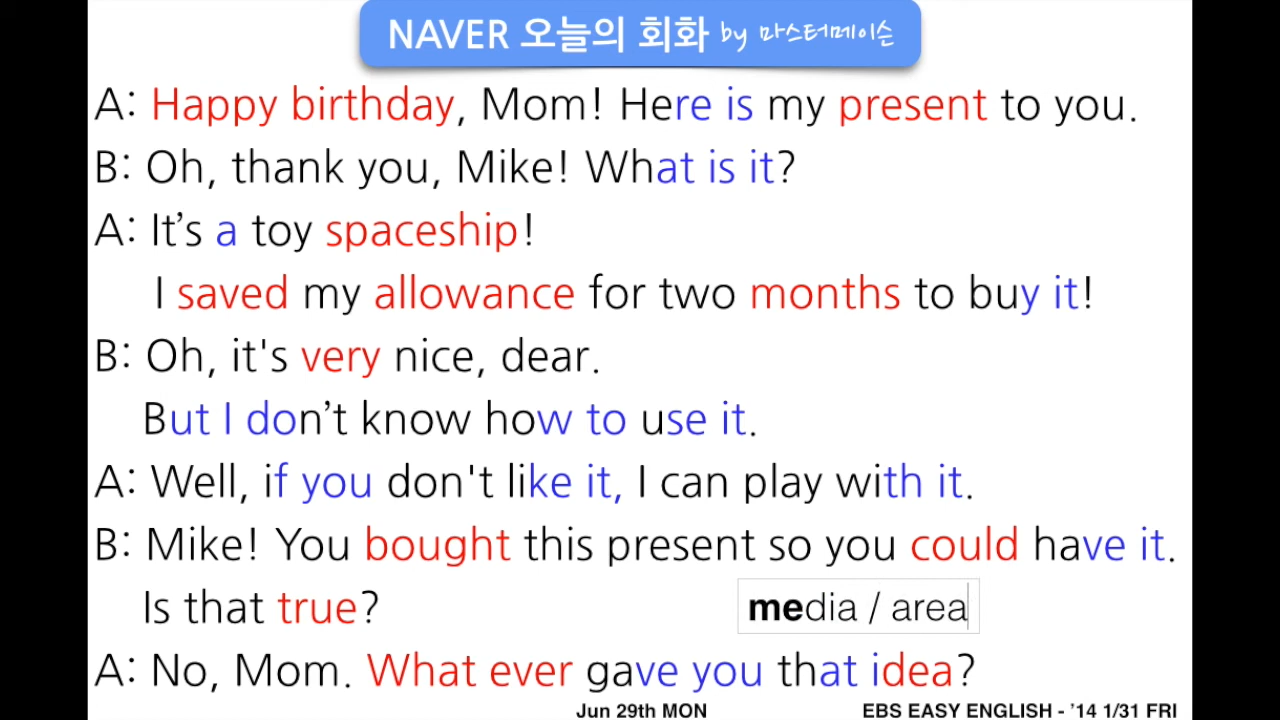 NAVER 오늘의 회화 by 마스터메이슨
A: Happy birthday, Mom! Here is my present to you.
B: Oh, thank you, Mike! What is it?
A: It’s a toy spaceship!
I saved my allowance for two months to buy it!
B: Oh, it's very nice, dear.
But I don’t know how to use it.
A: Well, if you don't like it, I can play with it.
B: Mike! You bought this present so you could have it.
Is that true?
media / area
A: No, Mom. What ever gave you that idea?
Jun 29th MON
EBS EASY ENGLISH - ’14 1/31 FRI